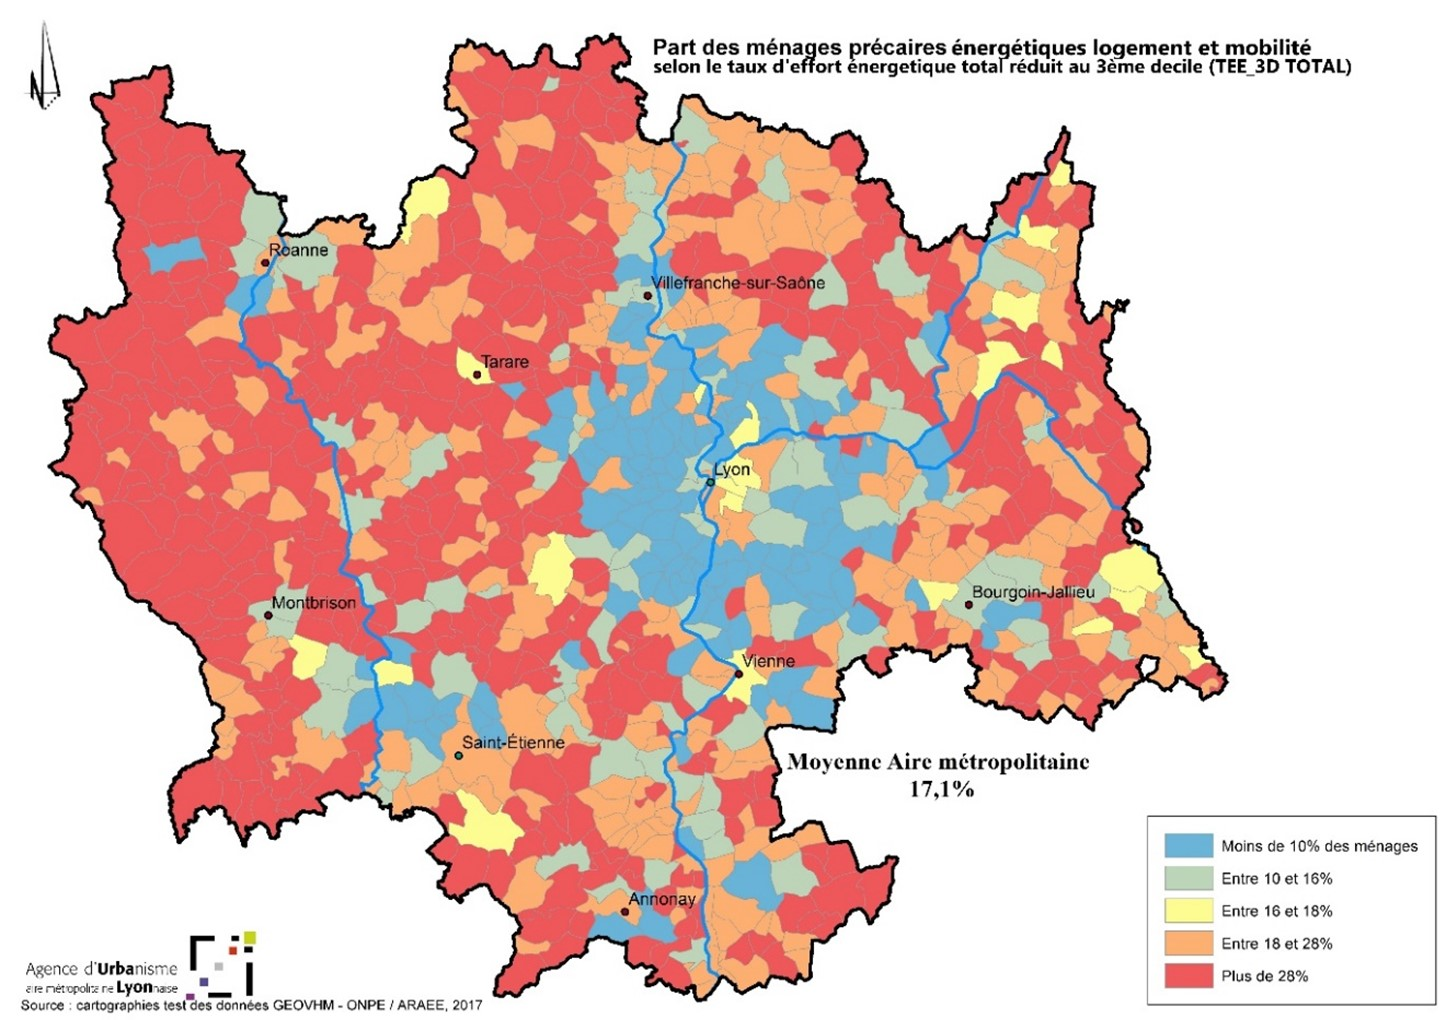 Part des ménages précaires énergétiques logement et mobilité
selon le taux d'effort énergetique total réduit au 3ème decile (TEE_3D TOTAL)
N
Roanne
Villefranche-sur-Saône
Tarare
Lyon
Montbrison
Bourgoin-Jallieu
Vienne
Saint-Étienne
Moyenne Aire métropolitaine
17,1%
Annonay
Moins de 10% des ménages
Entre 10 et 16%
Entre 16 et 18%
Entre 18 et 28%
Plus de 28%
Agence d'Urbanisme
aire métropolitaine Lyonnaise
Source : cartographies test des données GEOVHM - ONPE / ARAEE, 2017